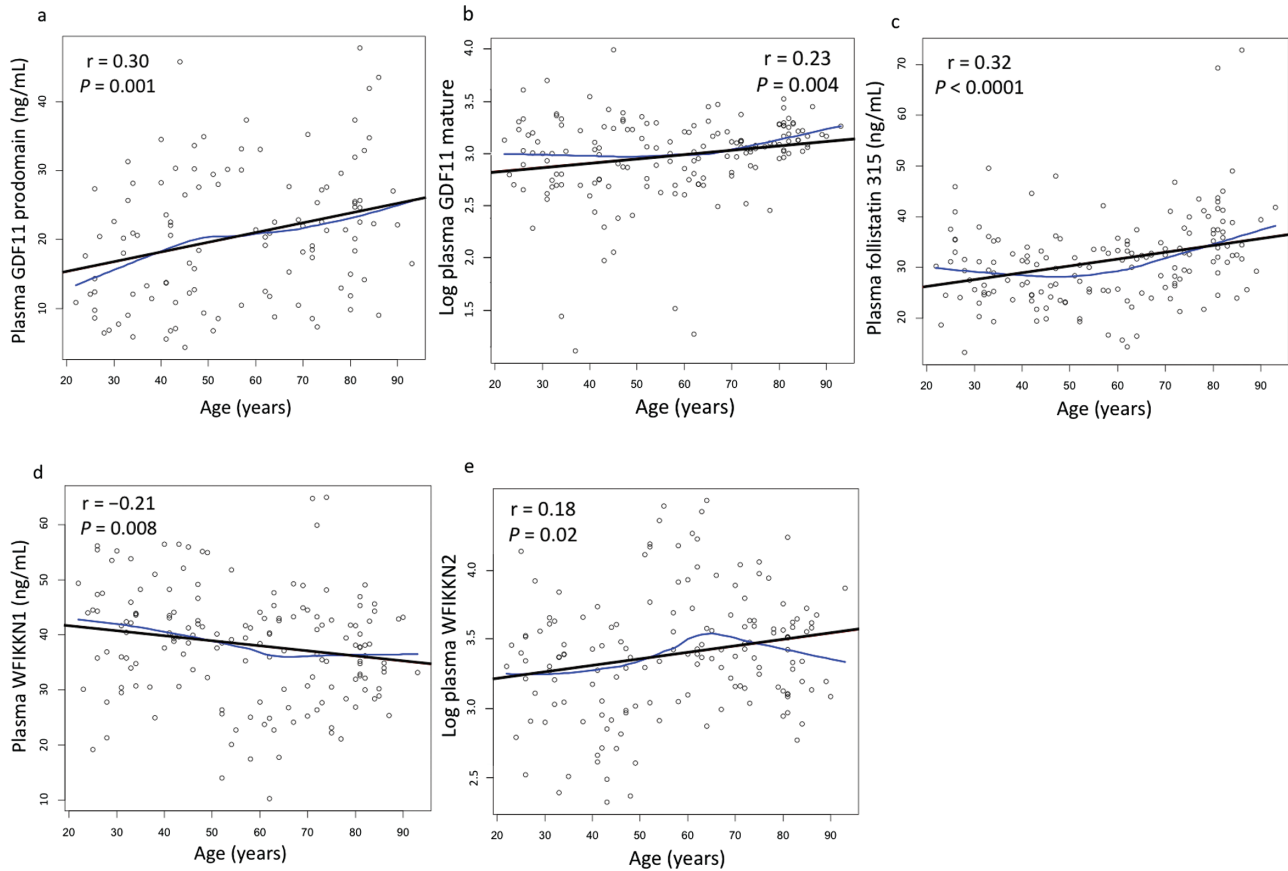 a
r = 0.30
P = 0.001
Plasma GDF11 prodomain (ng/mL)
40
30
20
10
20 30 40 50 60 70 80 90
Age (years)
b
r = 0.23
P = 0.004
Log plasma GDF11 mature
4.0
3.5
3.0
2.5
2.0
1.5
20 30 40 50 60 70 80 90
Age (years)
c
r = 0.32
P < 0.0001
Plasma follistatin 315 (ng/mL)
70
60
50
40
30
20
20 30 40 50 60 70 80 90
Age (years)
d
r = −0.21
P = 0.008
Plasma WFIKKN1 (ng/mL)
60
50
40
30
20
10
20 30 40 50 60 70 80 90
Age (years)
e
r = 0.18
P = 0.02
Log plasma WFIKKN2
4.0
3.5
3.0
2.5
20 30 40 50 60 70 80 90
Age (years)